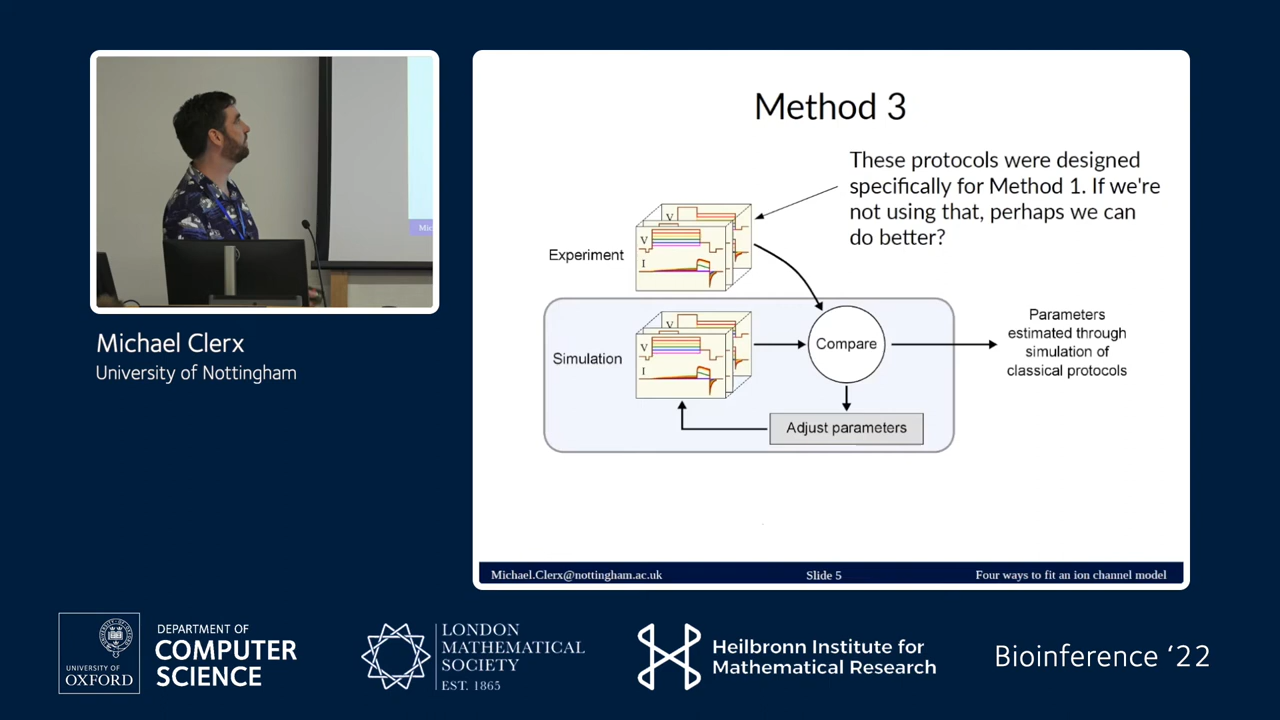 Mic
Michael Clerx
University of Nottingham
Method 3
These protocols were designed
specifically for Method 1. If we're
not using that, perhaps we can
do better?
Experiment
V
V
I
Simulation
V
V
I
Compare
Adjust parameters
Parameters
estimated through
simulation of
classical protocols
Michael.Clerx@nottingham.ac.uk
Slide 5
Four ways to fit an ion channel model
UNIVERSITY OF
OXFORD
DEPARTMENT OF
COMPUTER
SCIENCE
LONDON
MATHEMATICAL
SOCIETY
EST. 1865
Heilbronn Institute for
Mathematical Research
Bioinference ‘22